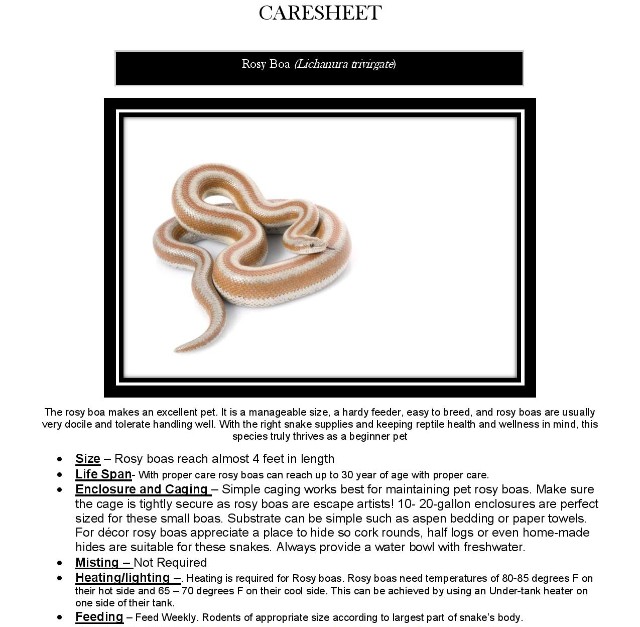 CARESHEET
Rosy Boa (Lichanura trivirgate)
The rosy boa makes an excellent pet. It is a manageable size, a hardy feeder, easy to breed, and rosy boas are usually
very docile and tolerate handling well. With the right snake supplies and keeping reptile health and wellness in mind, this
species truly thrives as a beginner pet
• Size – Rosy boas reach almost 4 feet in length
• Life Span- With proper care rosy boas can reach up to 30 year of age with proper care.
• Enclosure and Caging – Simple caging works best for maintaining pet rosy boas. Make sure
the cage is tightly secure as rosy boas are escape artists! 10- 20-gallon enclosures are perfect
sized for these small boas. Substrate can be simple such as aspen bedding or paper towels.
For décor rosy boas appreciate a place to hide so cork rounds, half logs or even home-made
hides are suitable for these snakes. Always provide a water bowl with freshwater.
• Misting – Not Required
• Heating/lighting –. Heating is required for Rosy boas. Rosy boas need temperatures of 80-85 degrees F on
their hot side and 65 – 70 degrees F on their cool side. This can be achieved by using an Under-tank heater on
one side of their tank.
• Feeding – Feed Weekly. Rodents of appropriate size according to largest part of snake's body.